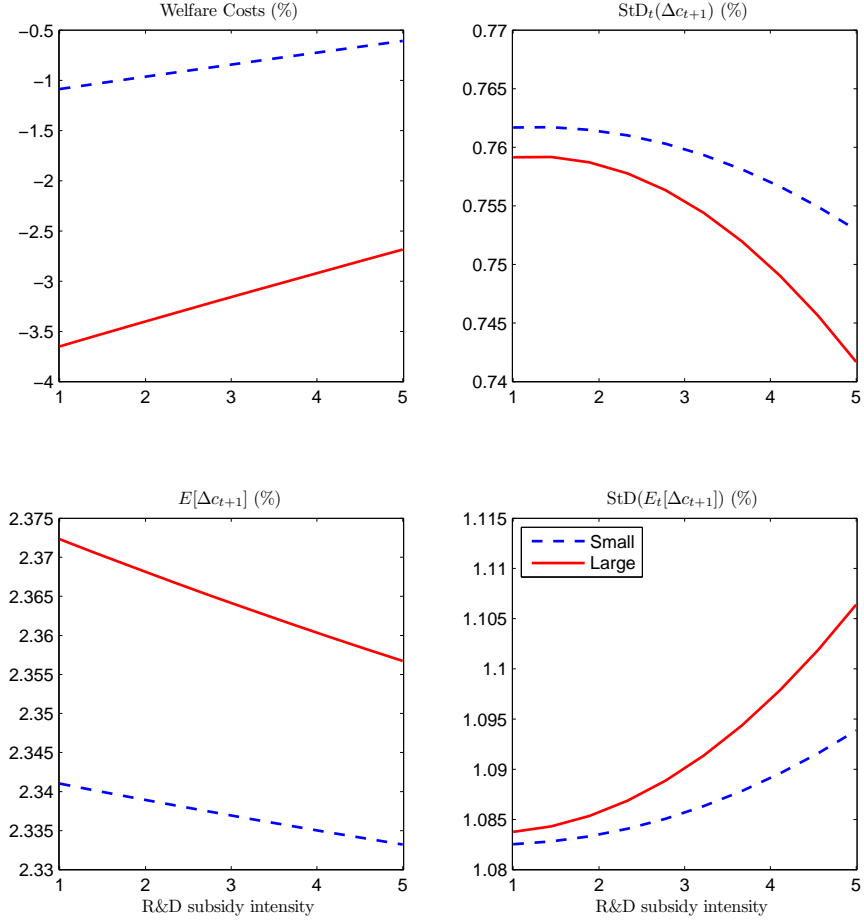 Welfare Costs (%)
−0.5
−1
−1.5
−2
−2.5
−3
−3.5
−4
1 2 3 4 5
StD_t(Δc_{t+1}) (%)
0.77
0.765
0.76
0.755
0.75
0.745
0.74
1 2 3 4 5
E[Δc_{t+1}] (%)
2.375
2.37
2.365
2.36
2.355
2.35
2.345
2.34
2.335
2.33
1 2 3 4 5
R&D subsidy intensity
StD(E_t[Δc_{t+1}]) (%)
1.115
1.11
1.105
1.1
1.095
1.09
1.085
1.08
Small
Large
1 2 3 4 5
R&D subsidy intensity